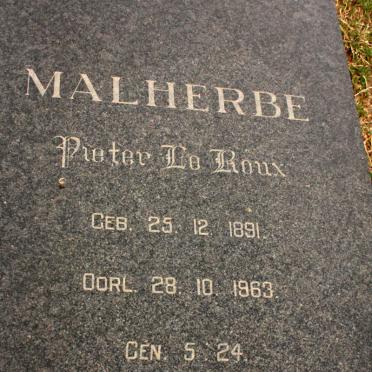 MALHERBE
Pieter Le Roux
GEB. 25. 12. 1891.
OORL. 28. 10. 1963.
GEN. 5 : 24.